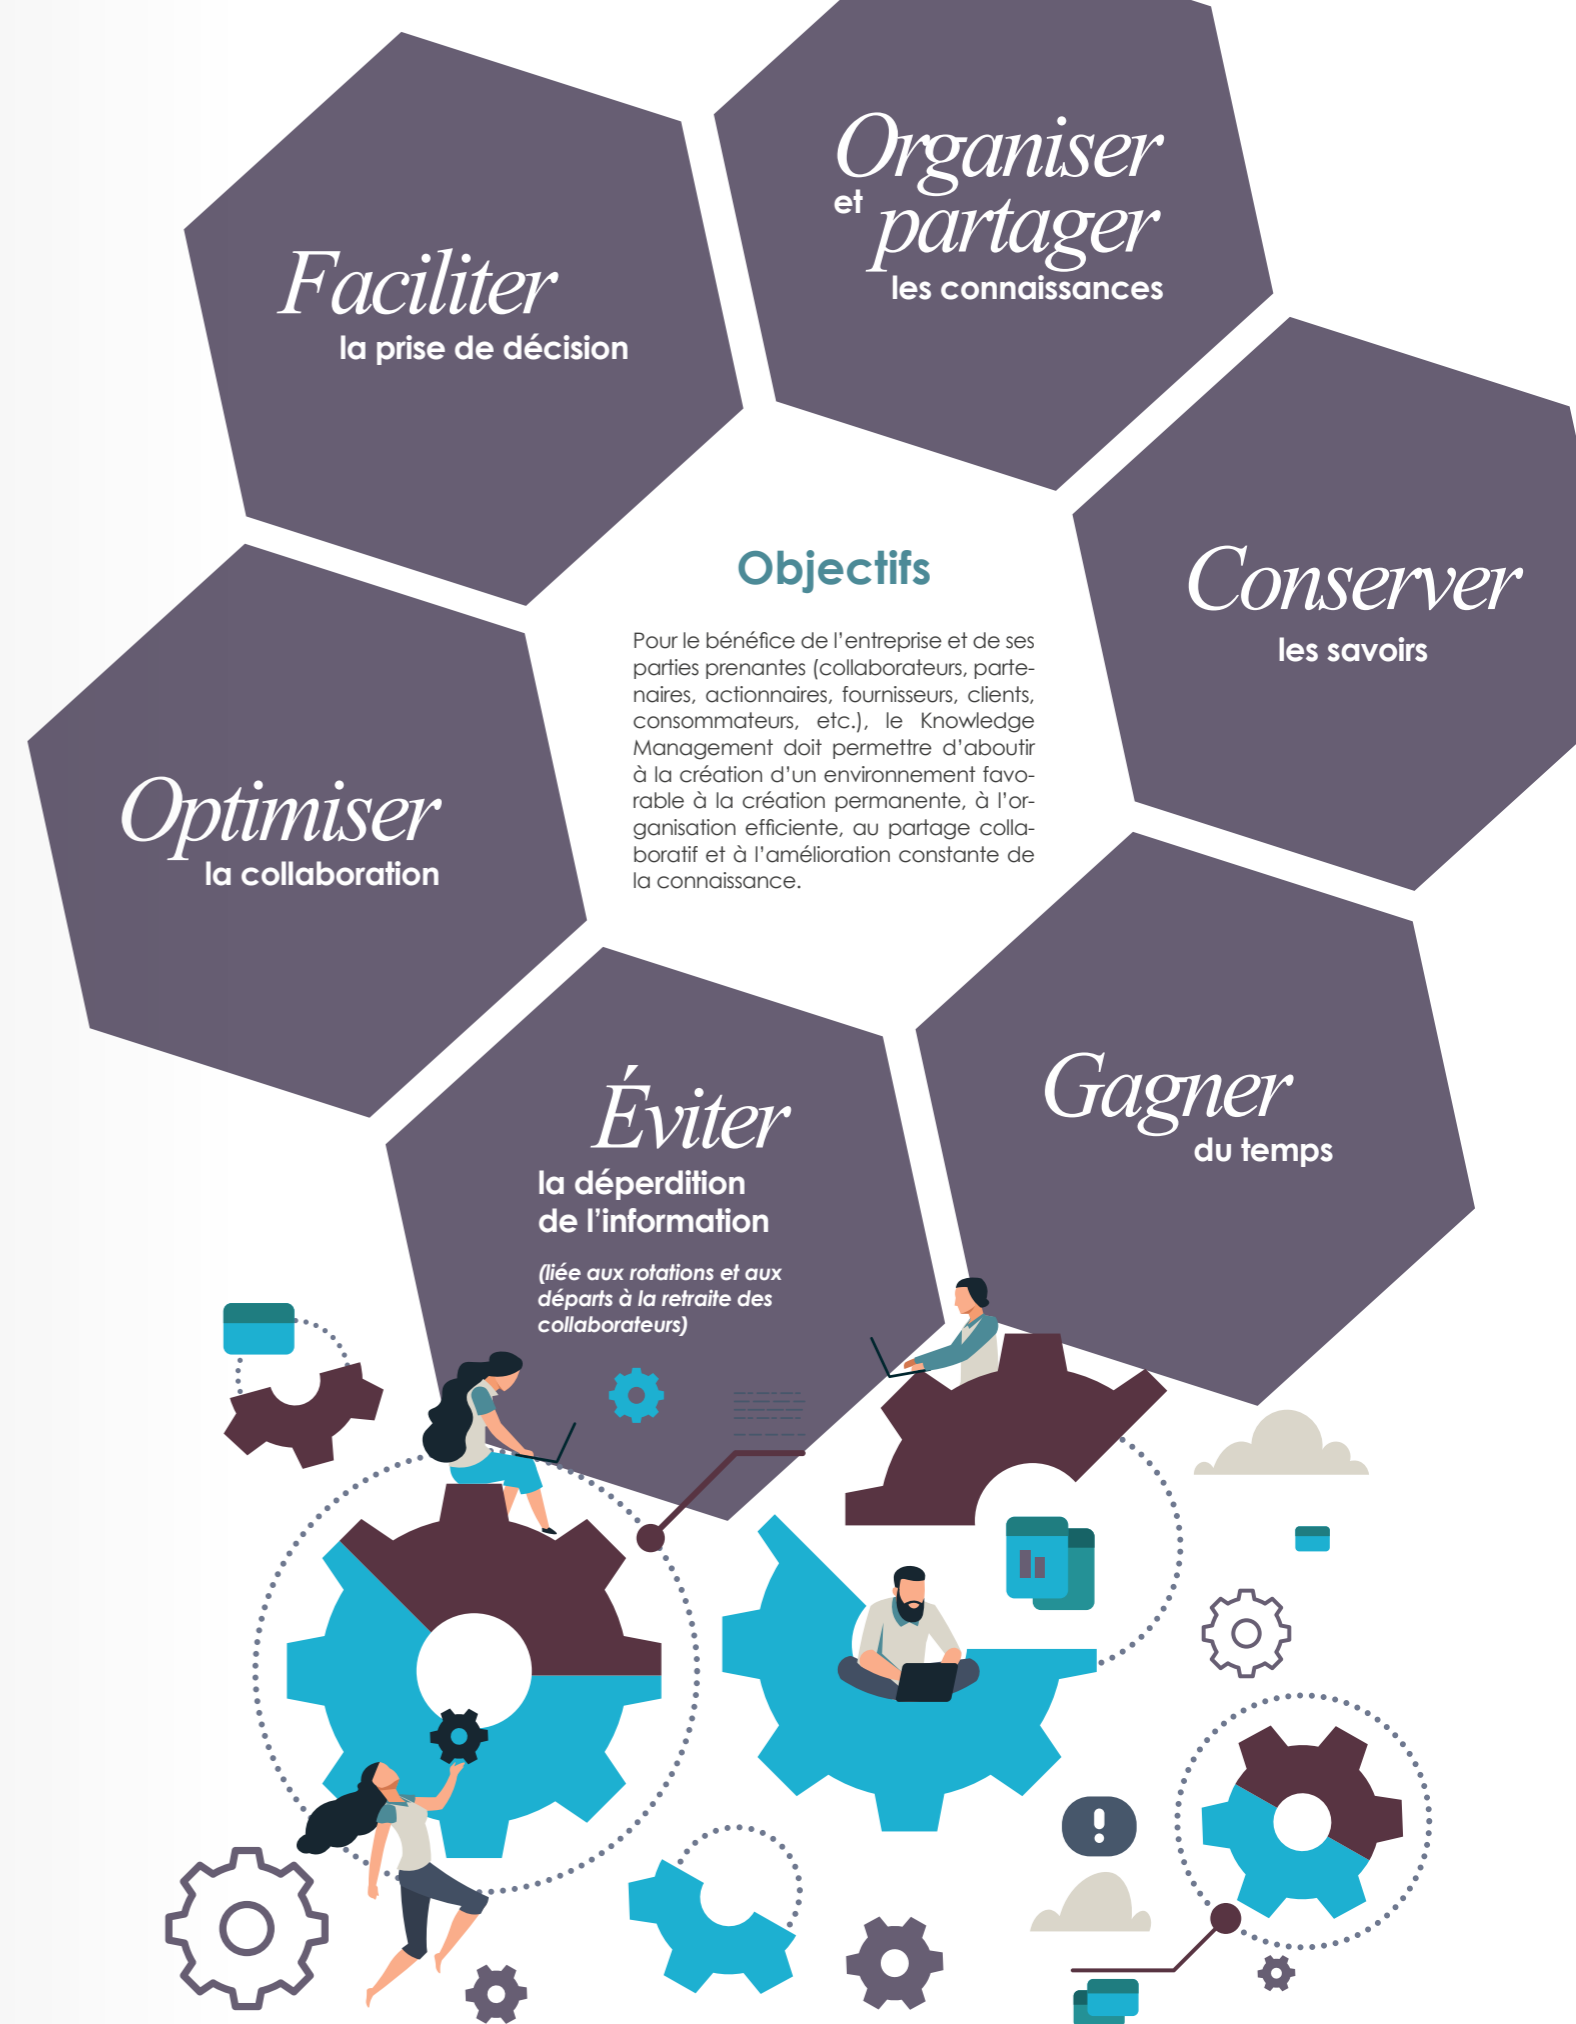 Organiser
et partager
les connaissances
Faciliter
la prise de décision
Conserver
les savoirs
Objectifs
Pour le bénéfice de l'entreprise et de ses
parties prenantes (collaborateurs, parte-
naires, actionnaires, fournisseurs, clients,
consommateurs, etc.), le Knowledge
Management doit permettre d'aboutir
à la création d'un environnement favo-
rable à la création permanente, à l'or-
ganisation efficiente, au partage colla-
boratif et à l'amélioration constante de
la connaissance.
Optimiser
la collaboration
Gagner
du temps
Éviter
la déperdition
de l'information
(liée aux rotations et aux
départs à la retraite des
collaborateurs)